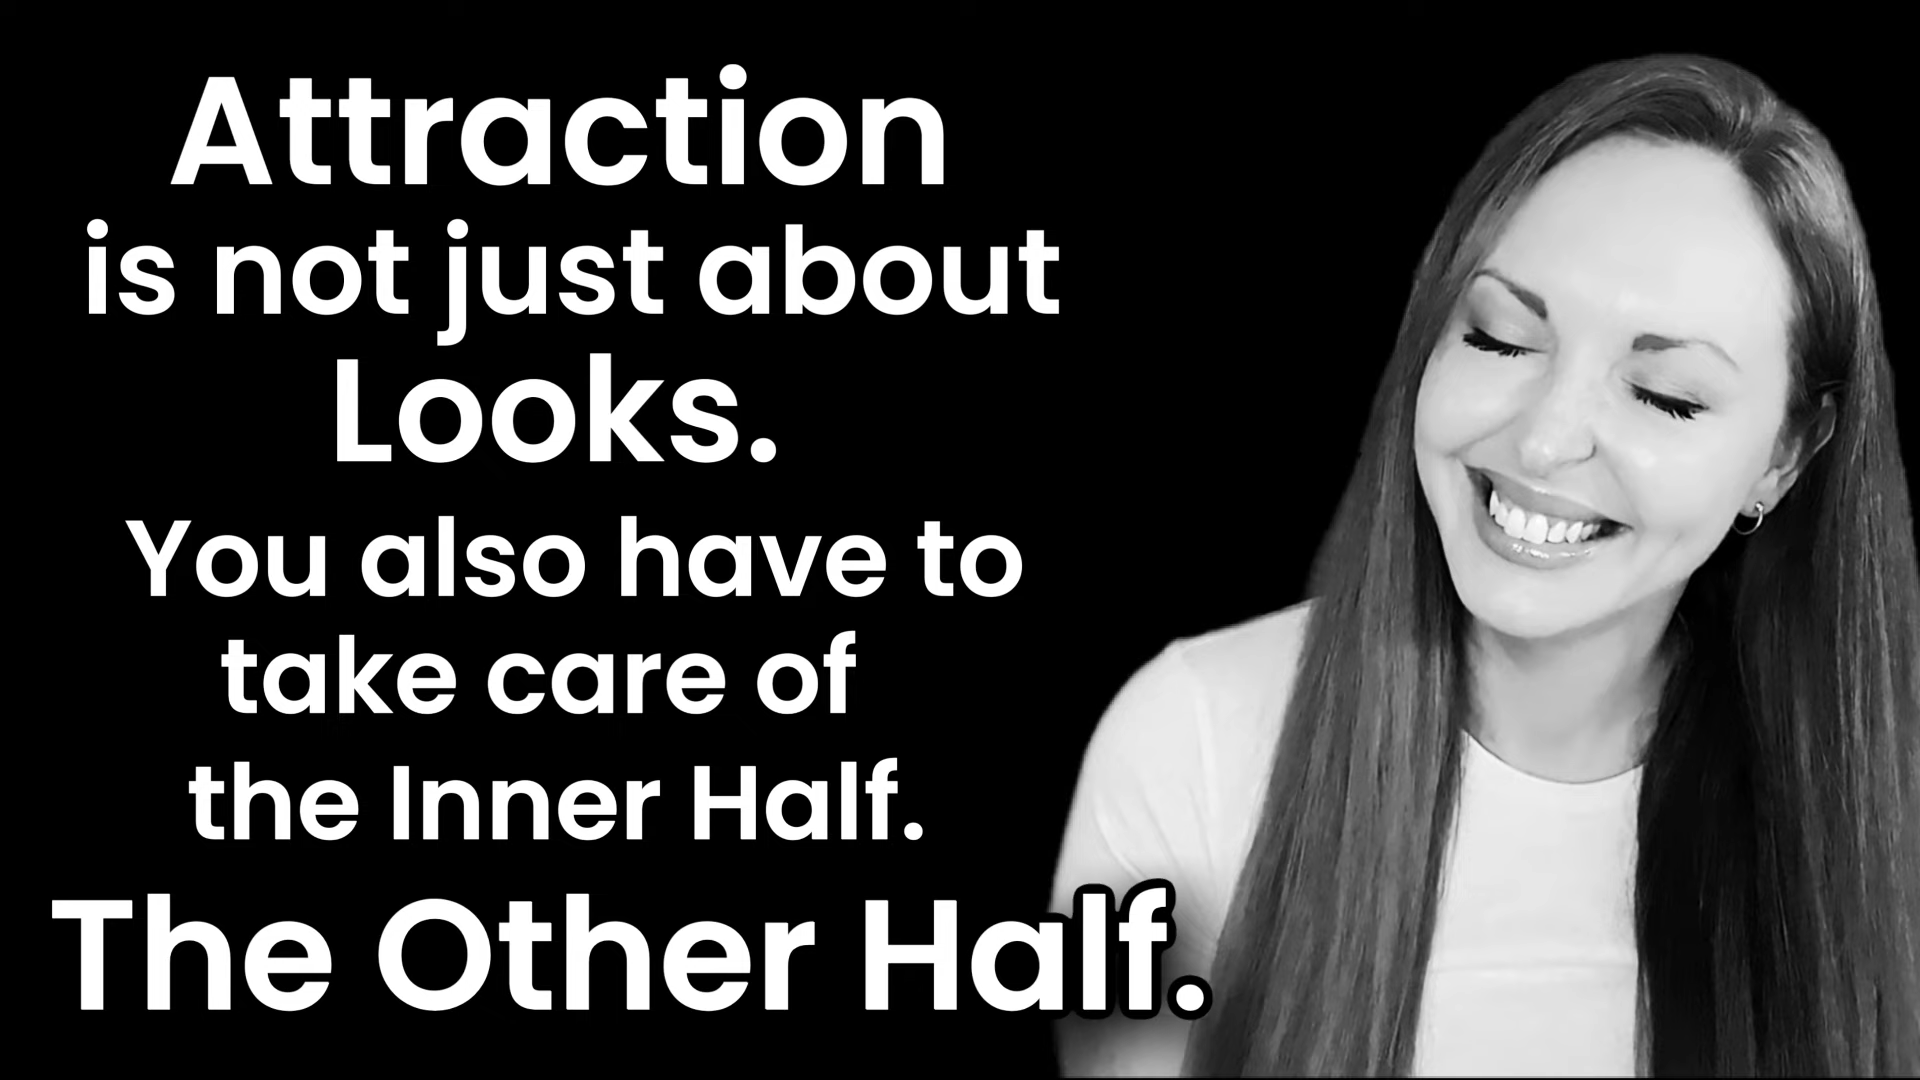 Attraction
is not just about
Looks.
You also have to
take care of
the Inner Half.
The Other Half.